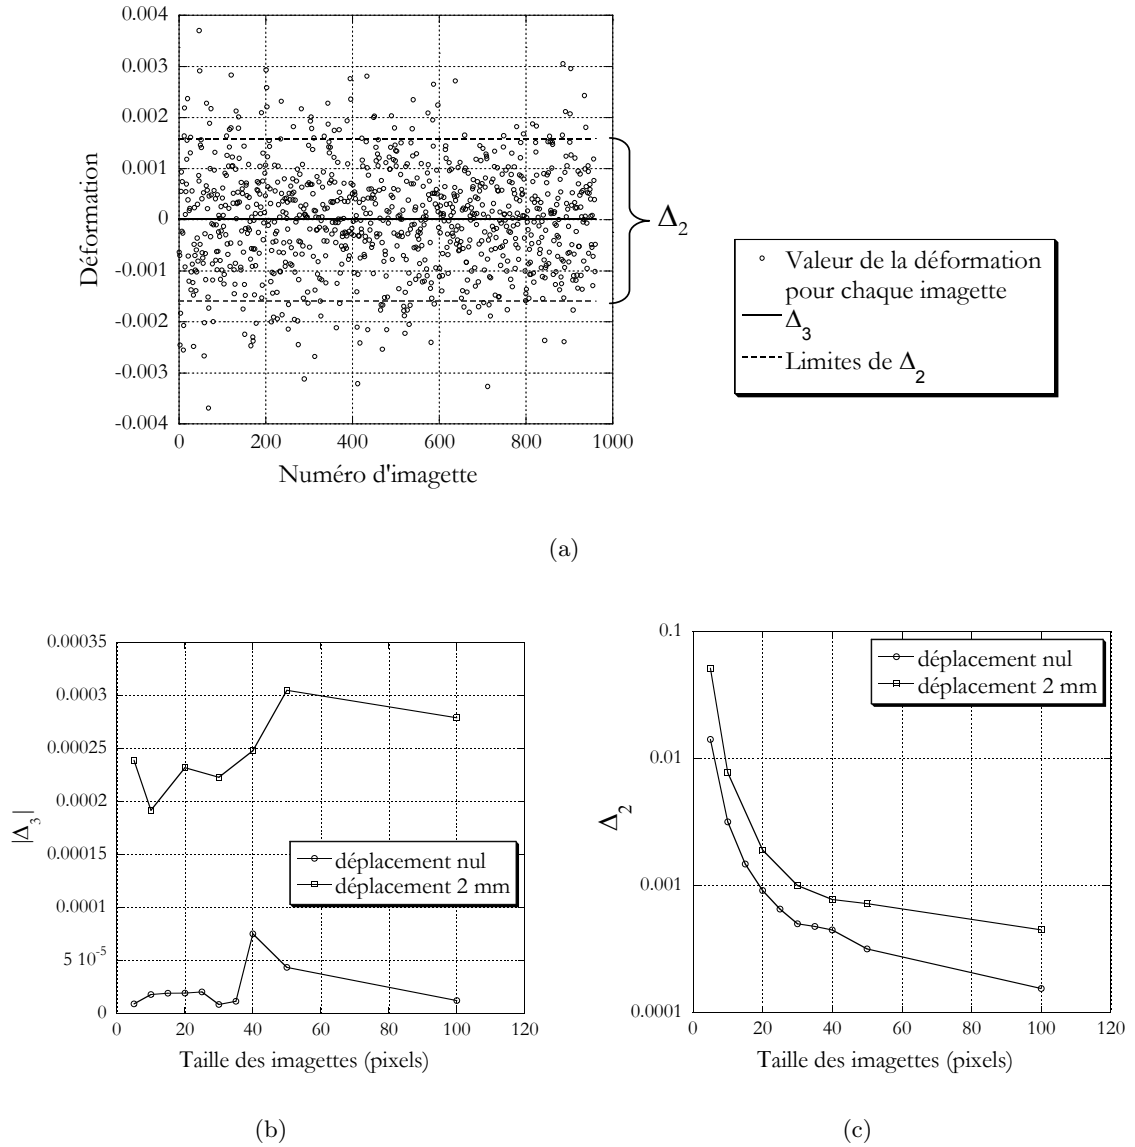 0.004
0.003
0.002
0.001
0
-0.001
-0.002
-0.003
-0.004
Déformation
0 200 400 600 800 1000
Numéro d'imagette
Δ2
Valeur de la déformation
pour chaque imagette
Δ3
Limites de Δ2
(a)
0.00035
0.0003
0.00025
0.0002
0.00015
0.0001
5 10-5
0
|Δ3|
déplacement nul
déplacement 2 mm
0 20 40 60 80 100 120
Taille des imagettes (pixels)
(b)
0.1
0.01
0.001
0.0001
Δ2
déplacement nul
déplacement 2 mm
0 20 40 60 80 100 120
Taille des imagettes (pixels)
(c)